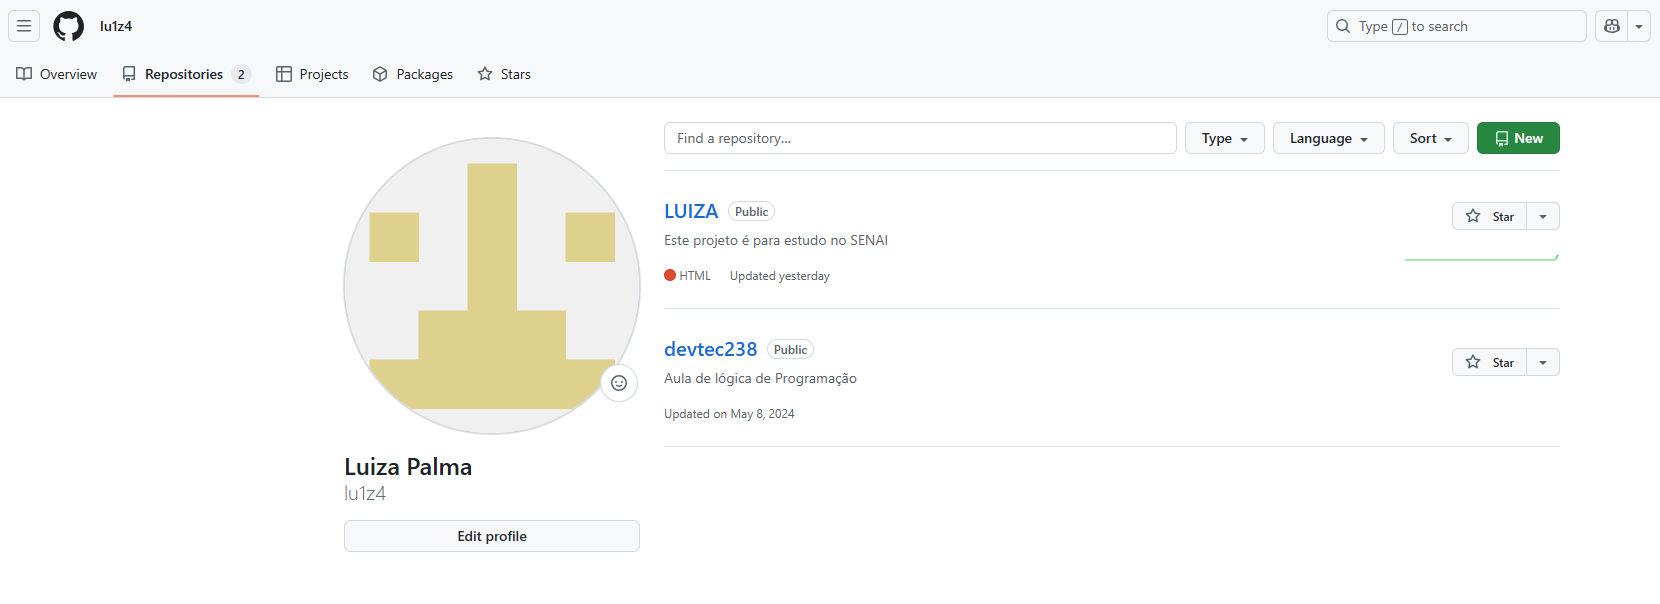 lu1z4
Type / to search
Overview Repositories 2 Projects Packages Stars
Find a repository... Type Language Sort New
LUIZA Public Star
Este projeto é para estudo no SENAI
HTML Updated yesterday
devtec238 Public Star
Aula de lógica de Programação
Updated on May 8, 2024
Luiza Palma
lu1z4
Edit profile